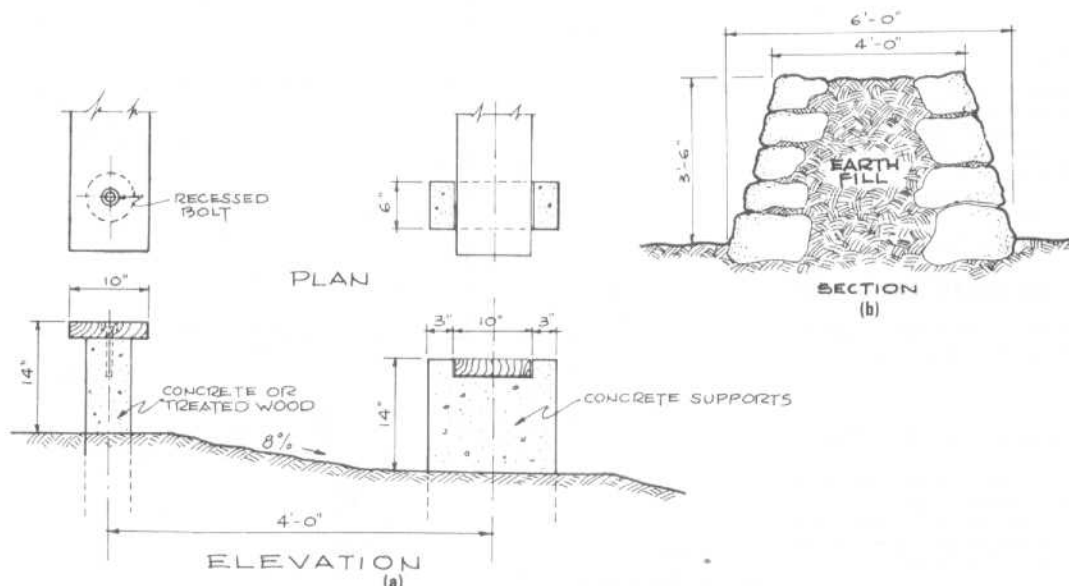 RECESSED
BOLT
6"
PLAN
10"
14"
CONCRETE OR
TREATED WOOD
8%
3"
10"
3"
14"
CONCRETE SUPPORTS
4'-0"
ELEVATION
(a)
6'-0"
4'-0"
3'-6"
EARTH
FILL
SECTION
(b)